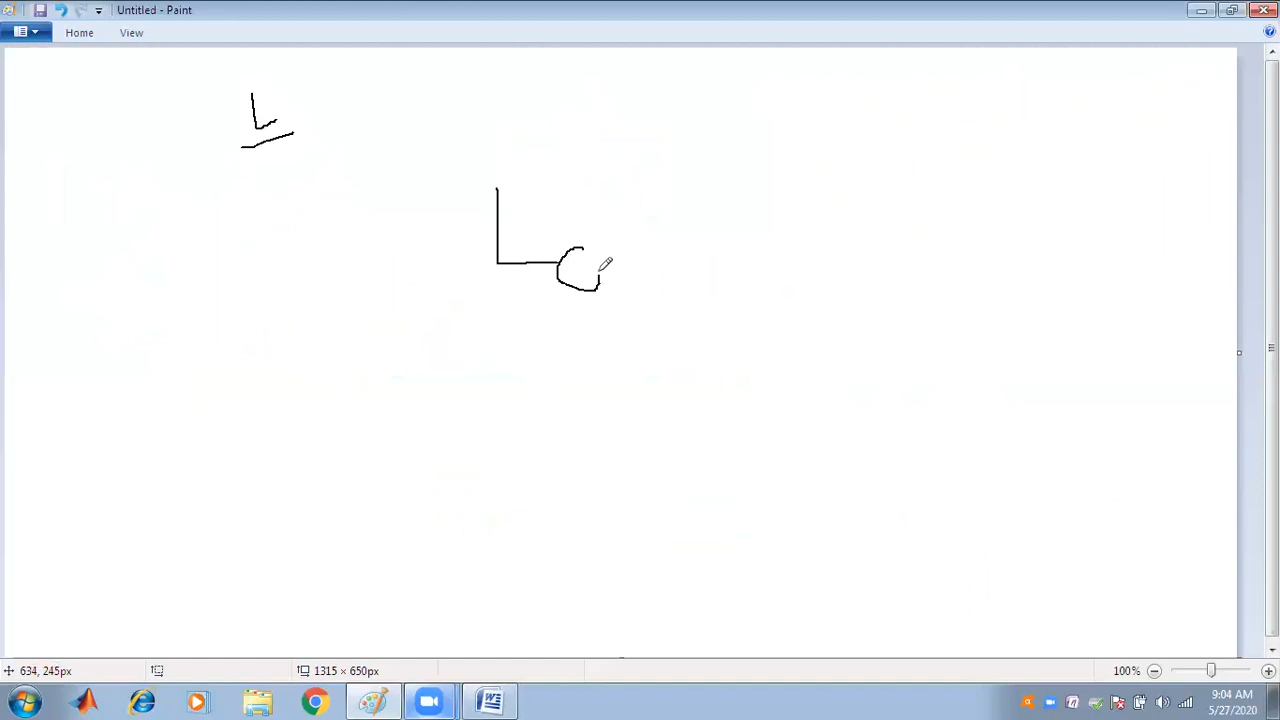 Untitled - Paint
Home View
L
634, 245px 1315 × 650px 100%
9:04 AM
5/27/2020